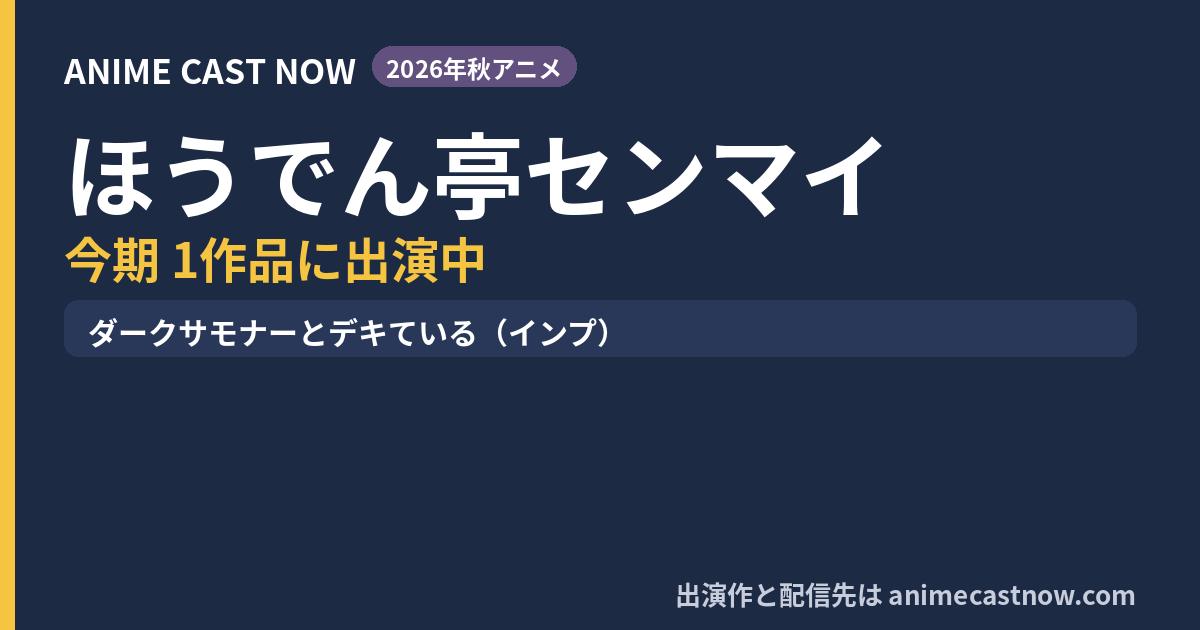 ANIME CAST NOW 2026年秋アニメ
ほうでん亭センマイ
今期 1作品に出演中
ダークサモナーとデキている（インプ）
出演作と配信先は animecastnow.com